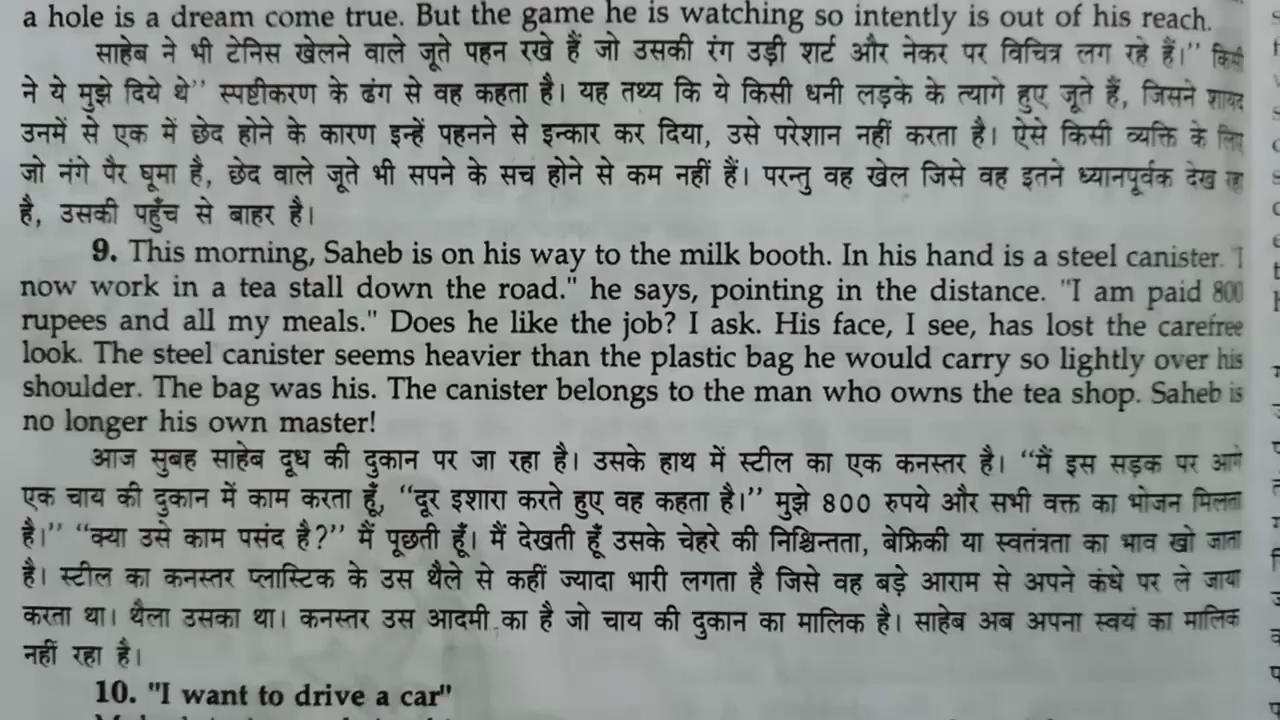 a hole is a dream come true. But the game he is watching so intently is out of his reach.
साहेब ने भी टेनिस खेलने वाले जूते पहन रखे हैं जो उसकी रंग उड़ी शर्ट और नेकर पर विचित्र लग रहे हैं।" किसी
ने ये मुझे दिये थे" स्पष्टीकरण के ढंग से वह कहता है। यह तथ्य कि ये किसी धनी लड़के के त्यागे हुए जूते हैं, जिसने शायद
उनमें से एक में छेद होने के कारण इन्हें पहनने से इन्कार कर दिया, उसे परेशान नहीं करता है। ऐसे किसी व्यक्ति के लिए
जो नंगे पैर घूमा है, छेद वाले जूते भी सपने के सच होने से कम नहीं हैं। परन्तु वह खेल जिसे वह इतने ध्यानपूर्वक देख रहा
है, उसकी पहुँच से बाहर है।
9. This morning, Saheb is on his way to the milk booth. In his hand is a steel canister. "I
now work in a tea stall down the road." he says, pointing in the distance. "I am paid 800
rupees and all my meals." Does he like the job? I ask. His face, I see, has lost the carefree
look. The steel canister seems heavier than the plastic bag he would carry so lightly over his
shoulder. The bag was his. The canister belongs to the man who owns the tea shop. Saheb is
no longer his own master!
आज सुबह साहेब दूध की दुकान पर जा रहा है। उसके हाथ में स्टील का एक कनस्तर है। "मैं इस सड़क पर आगे
एक चाय की दुकान में काम करता हूँ, "दूर इशारा करते हुए वह कहता है।" मुझे 800 रुपये और सभी वक्त का भोजन मिलता
है।" "क्या उसे काम पसंद है?" मैं पूछती हूँ। मैं देखती हूँ उसके चेहरे की निश्चिन्तता, बेफ्रिकी या स्वतंत्रता का भाव खो जाता
है। स्टील का कनस्तर प्लास्टिक के उस थैले से कहीं ज्यादा भारी लगता है जिसे वह बड़े आराम से अपने कंधे पर ले जाया
करता था। थैला उसका था। कनस्तर उस आदमी का है जो चाय की दुकान का मालिक है। साहेब अब अपना स्वयं का मालिक
नहीं रहा है।
10. "I want to drive a car"